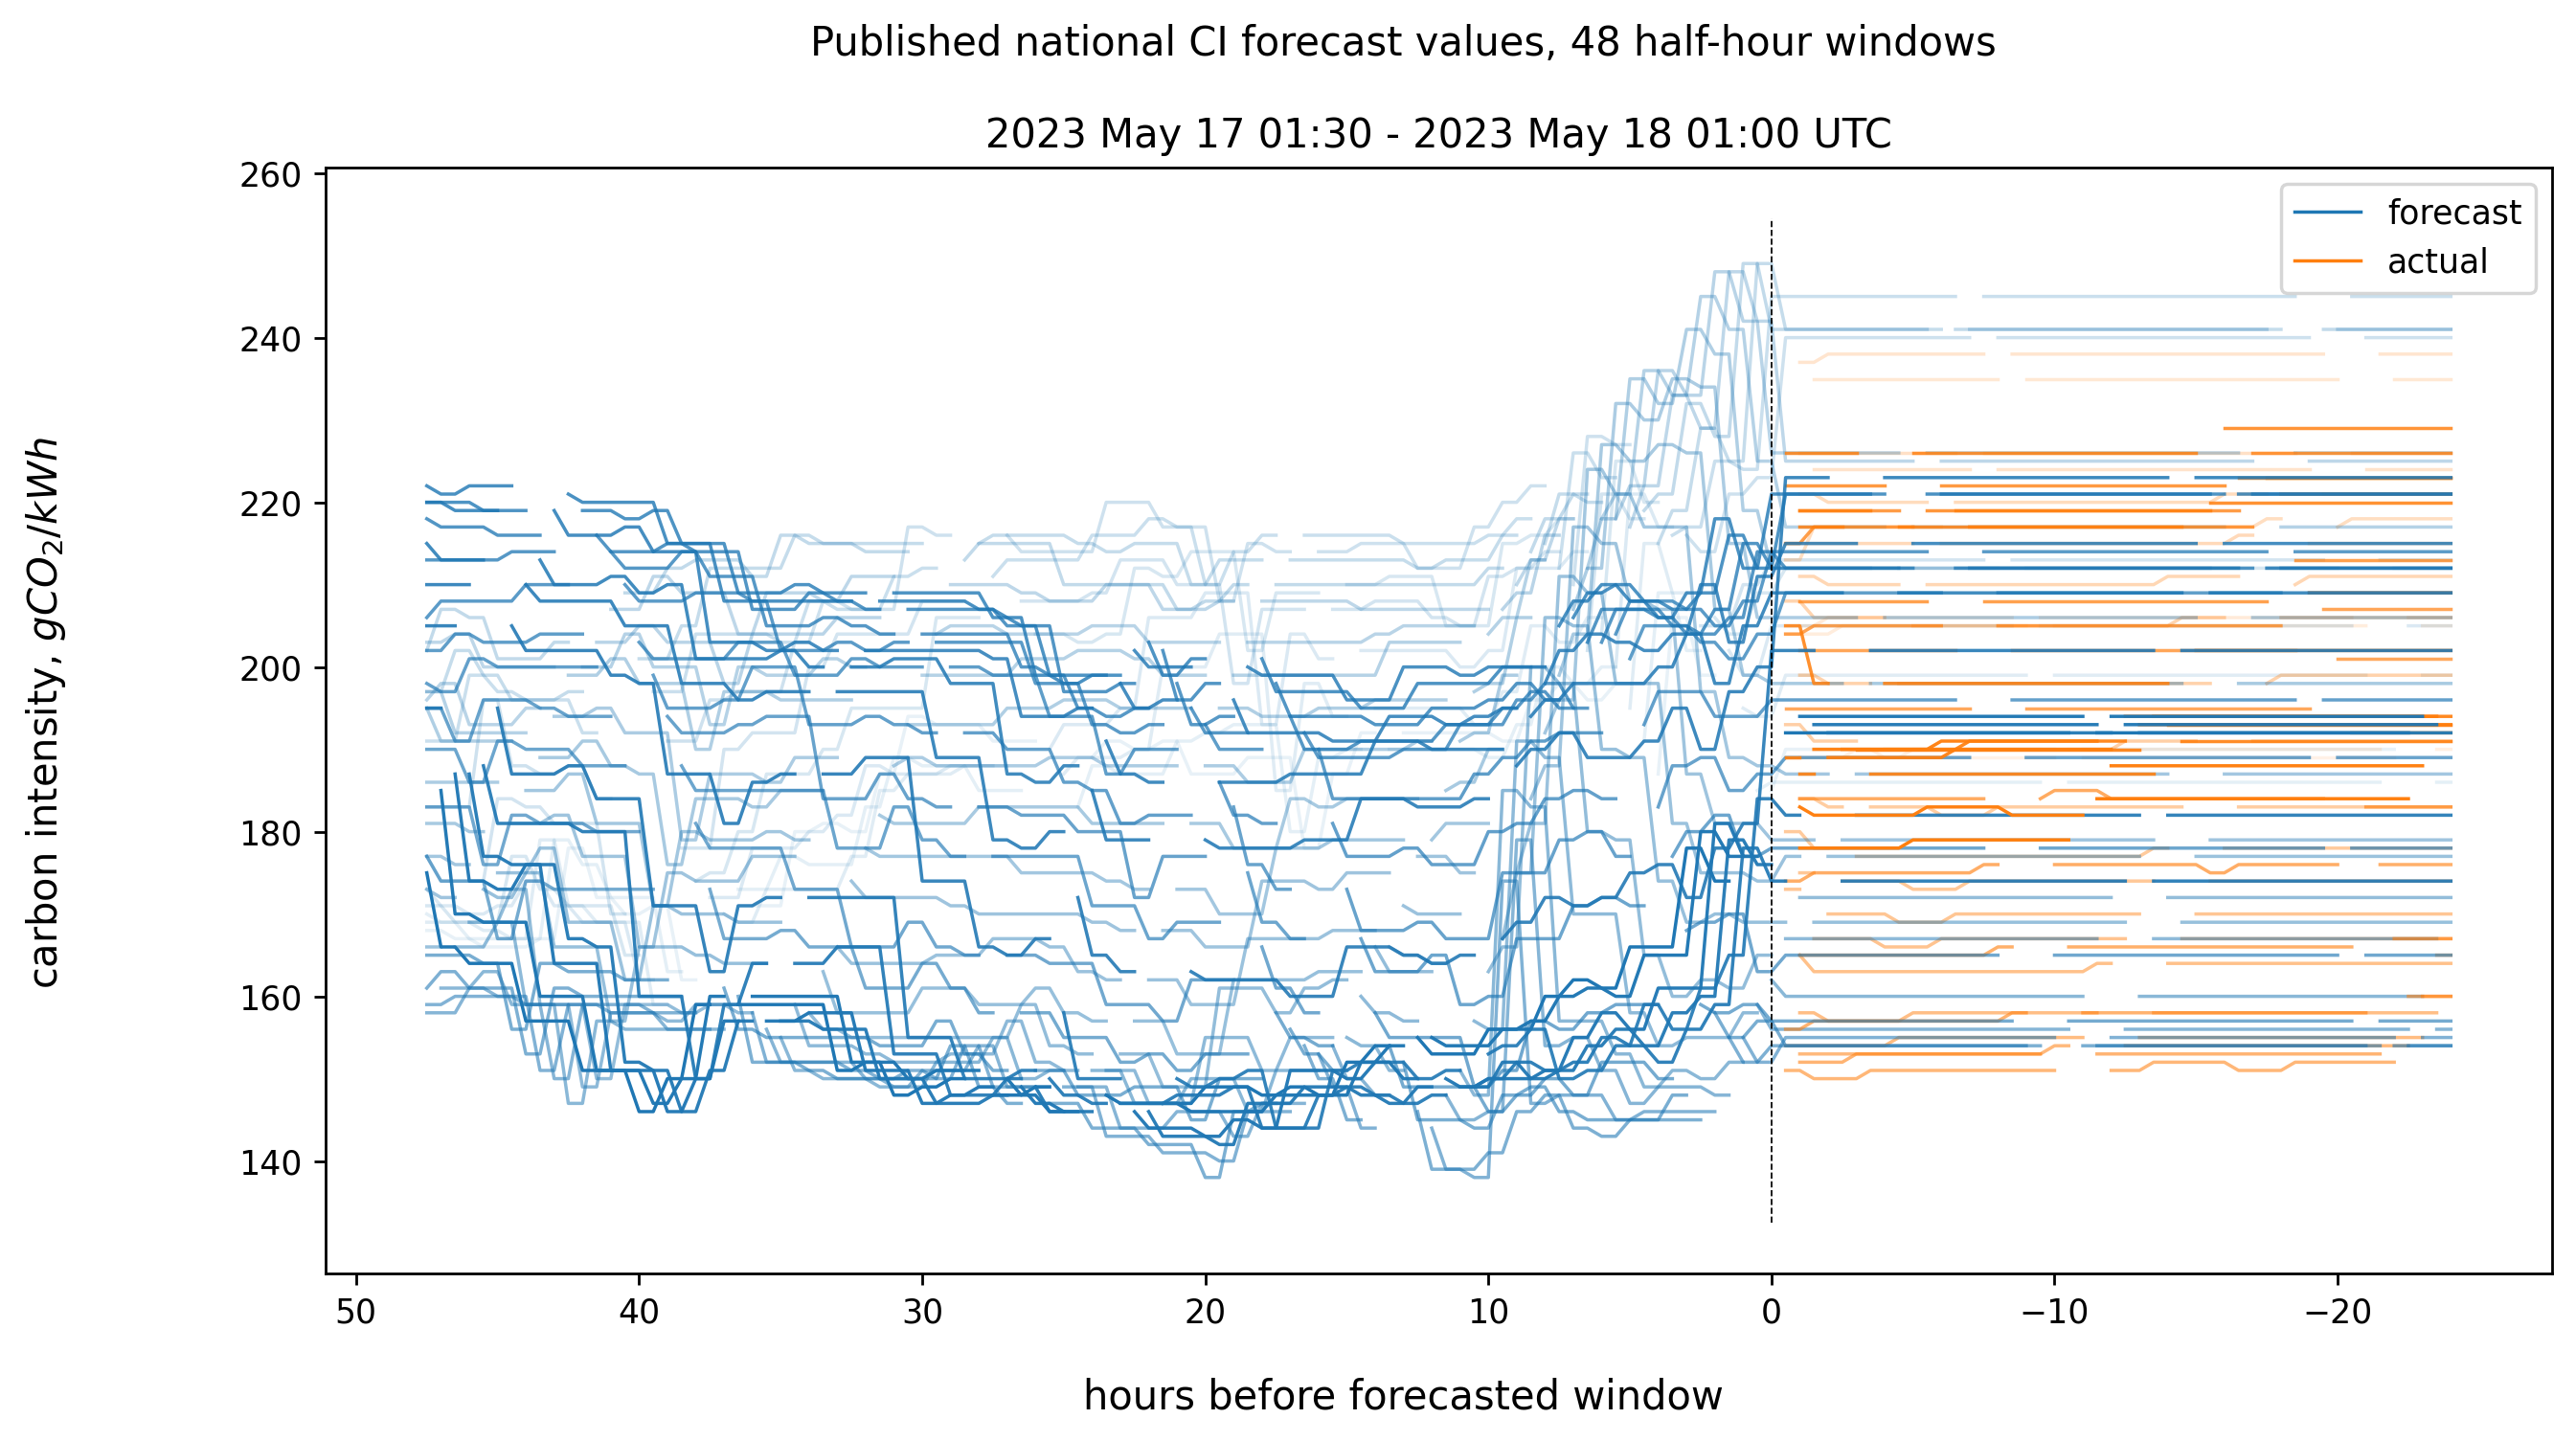 Published national CI forecast values, 48 half-hour windows
2023 May 17 01:30 - 2023 May 18 01:00 UTC
forecast
actual
carbon intensity, gCO₂/kWh
260
240
220
200
180
160
140
50
40
30
20
10
0
−10
−20
hours before forecasted window